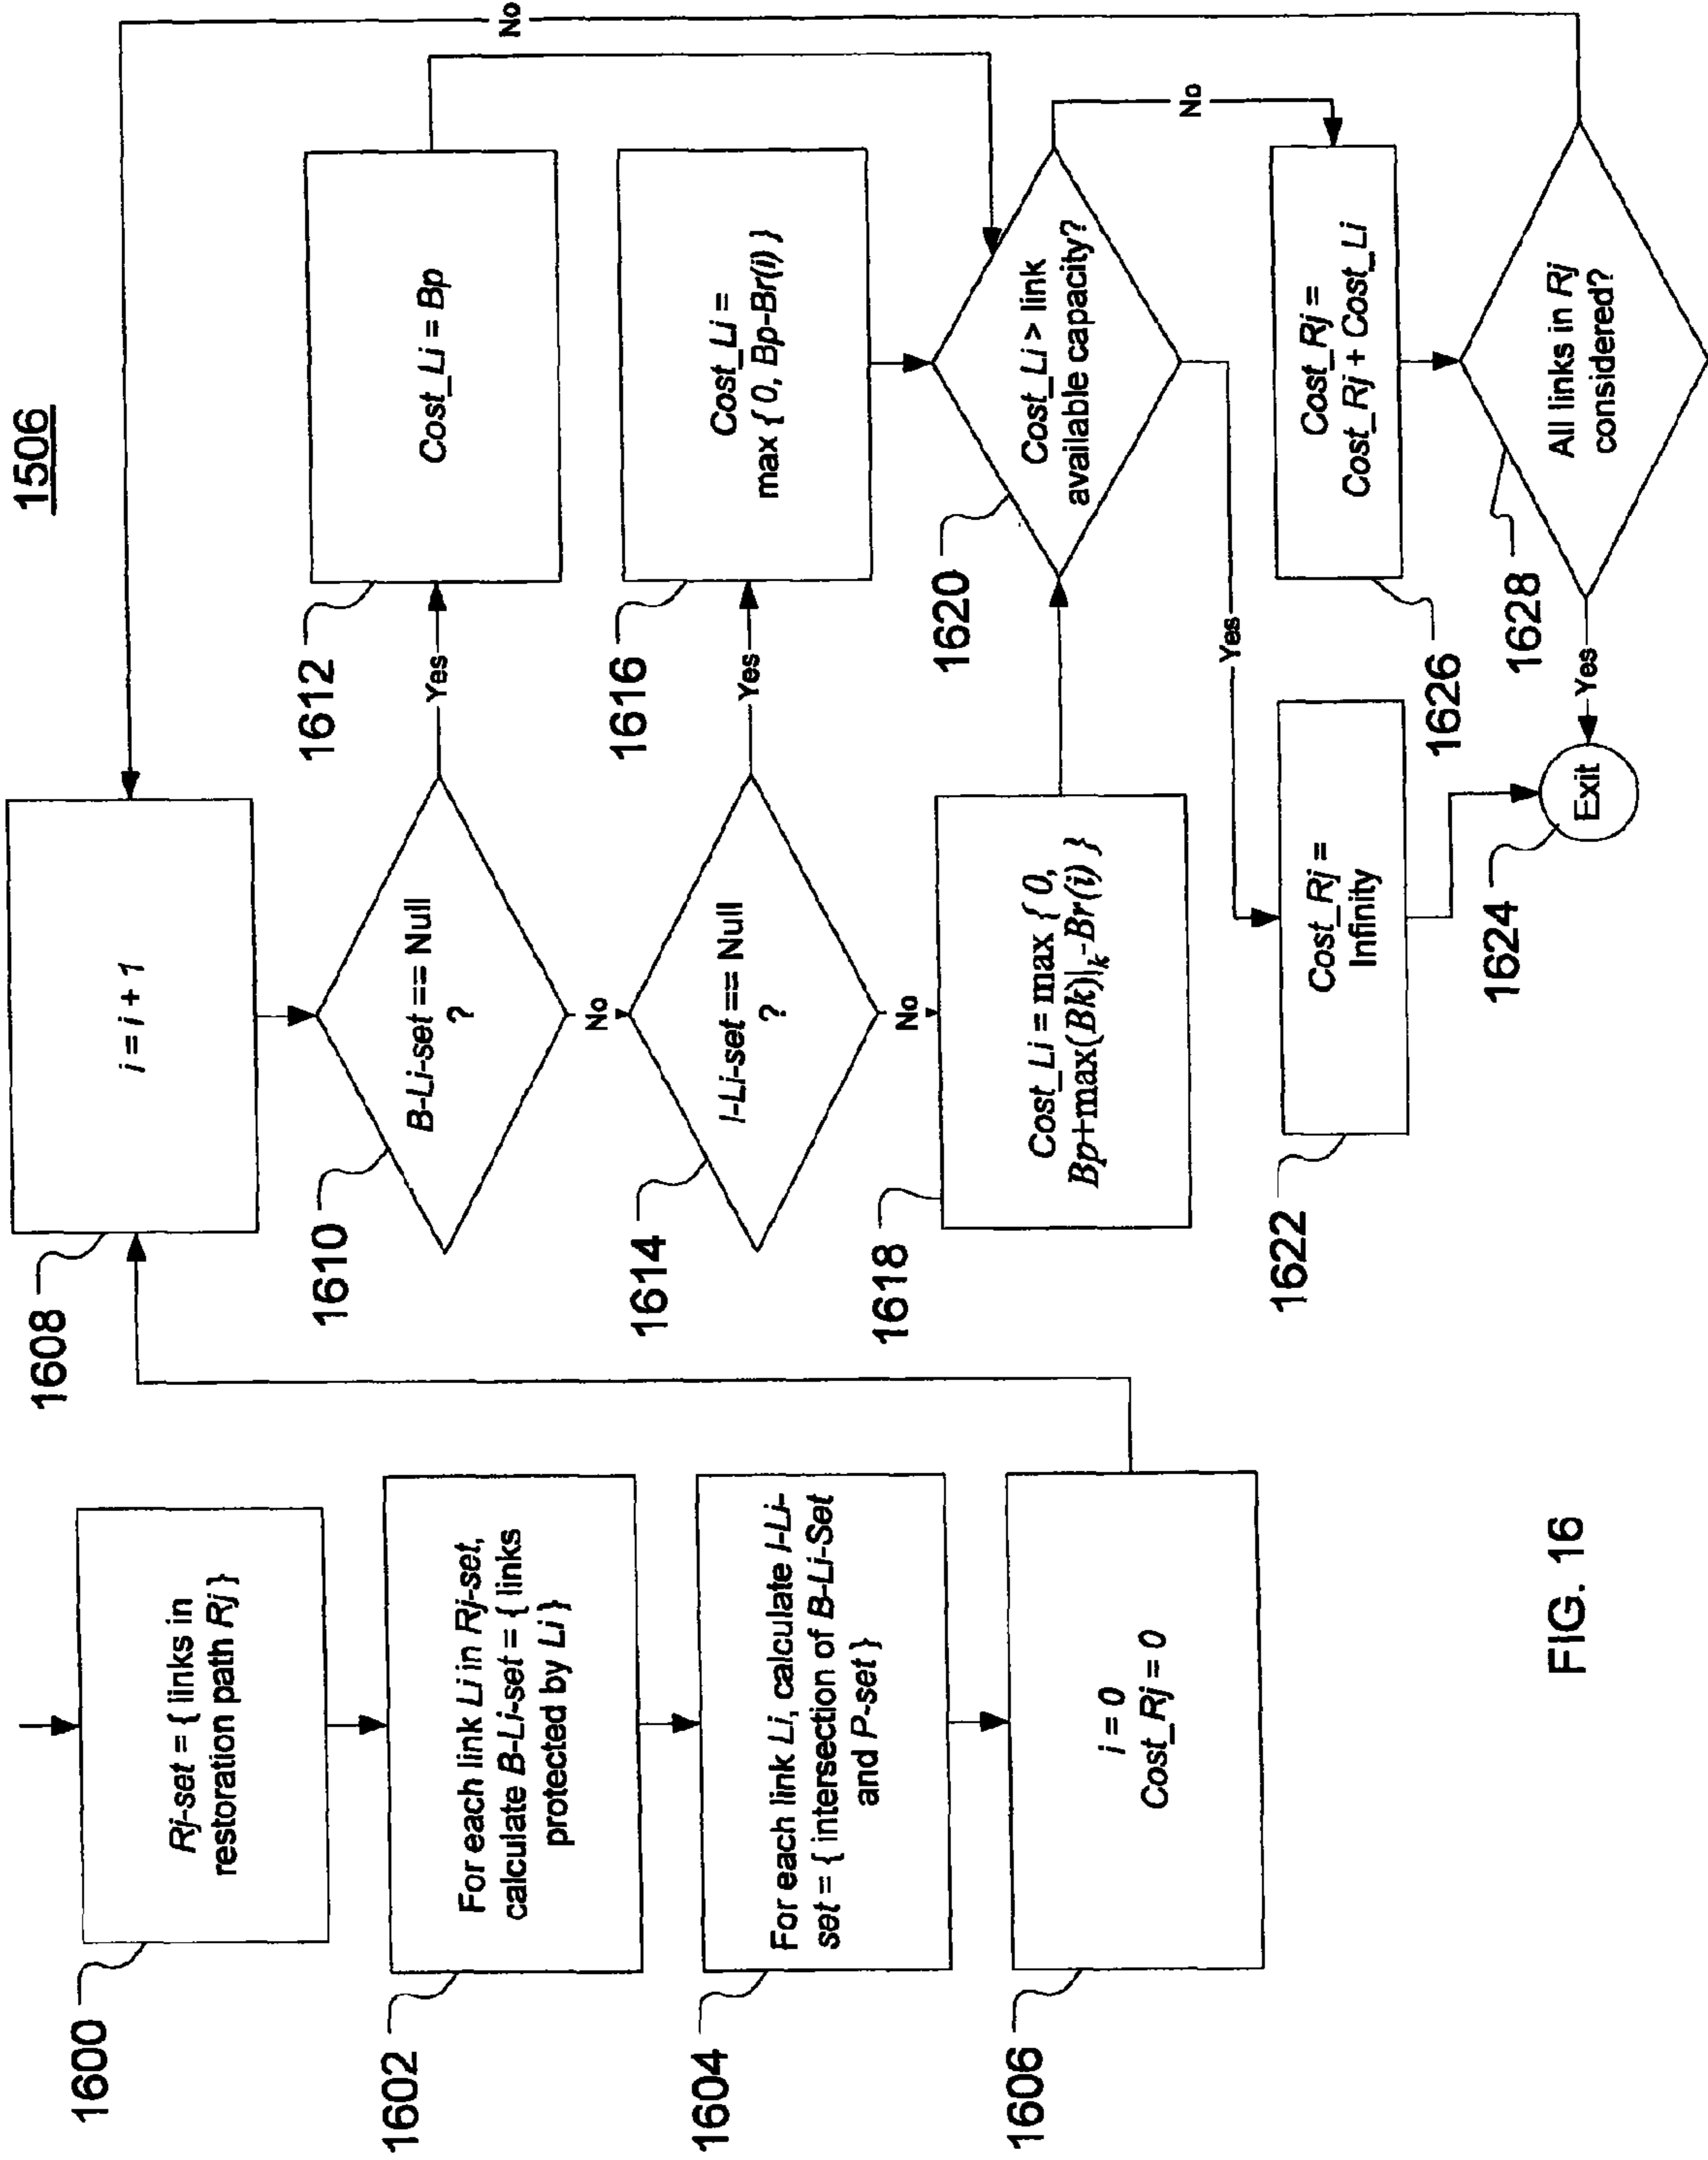 1506
1600
Rj-set = { links in
restoration path Rj }
1602
For each link Li in Rj-set,
calculate B-Li-set = { links
protected by Li }
1604
For each link Li, calculate I-Li-
set = { intersection of B-Li-Set
and P-set }
1606
i = 0
Cost_Rj = 0
1608
i = i + 1
1610
B-Li-set == Null
?
Yes
No
1612
Cost_Li = Bp
1614
I-Li-set == Null
?
Yes
No
1616
Cost_Li =
max { 0, Bp-Br(i) }
1618
Cost_Li = max { 0,
Bp+max(Bk)|k-Br(i) }
1620
Cost_Li > link
available capacity?
Yes
No
1622
Cost_Rj =
Infinity
1624
Exit
1626
Cost_Rj =
Cost_Rj + Cost_Li
1628
All links in Rj
considered?
Yes
No
FIG. 16